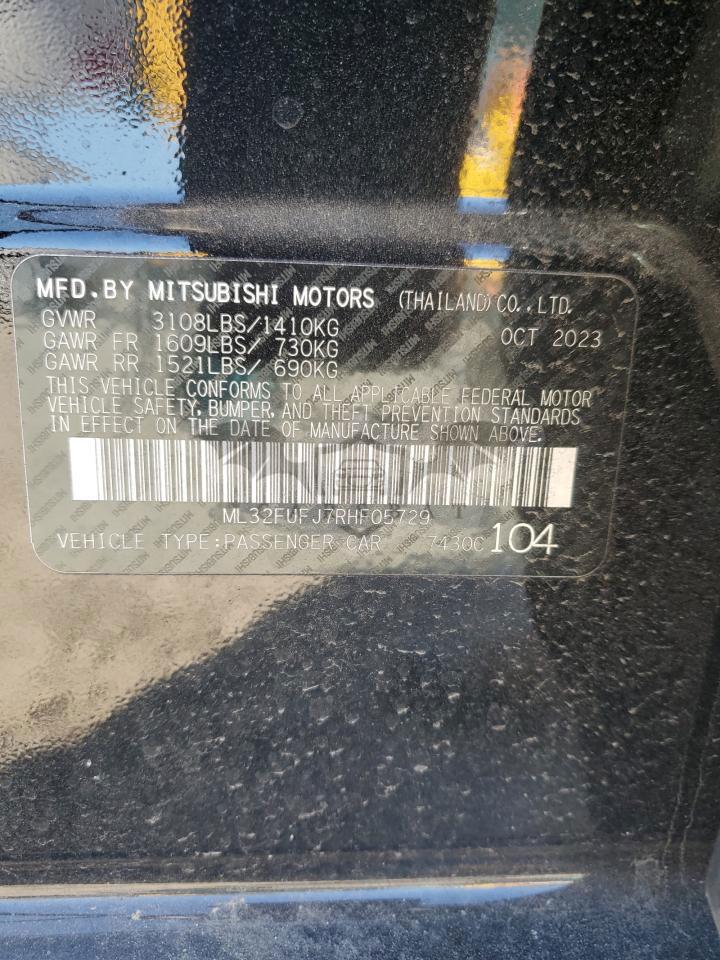 MFD.BY MITSUBISHI MOTORS (THAILAND)CO.,LTD.
GVWR 3108LBS/1410KG OCT 2023
GAWR FR 1609LBS/ 730KG
GAWR RR 1521LBS/ 690KG
THIS VEHICLE CONFORMS TO ALL APPLICABLE FEDERAL MOTOR
VEHICLE SAFETY, BUMPER, AND THEFT PREVENTION STANDARDS
IN EFFECT ON THE DATE OF MANUFACTURE SHOWN ABOVE.
ML32FUFJ7RHF05729 T
VEHICLE TYPE:PASSENGER CAR 7430C 104